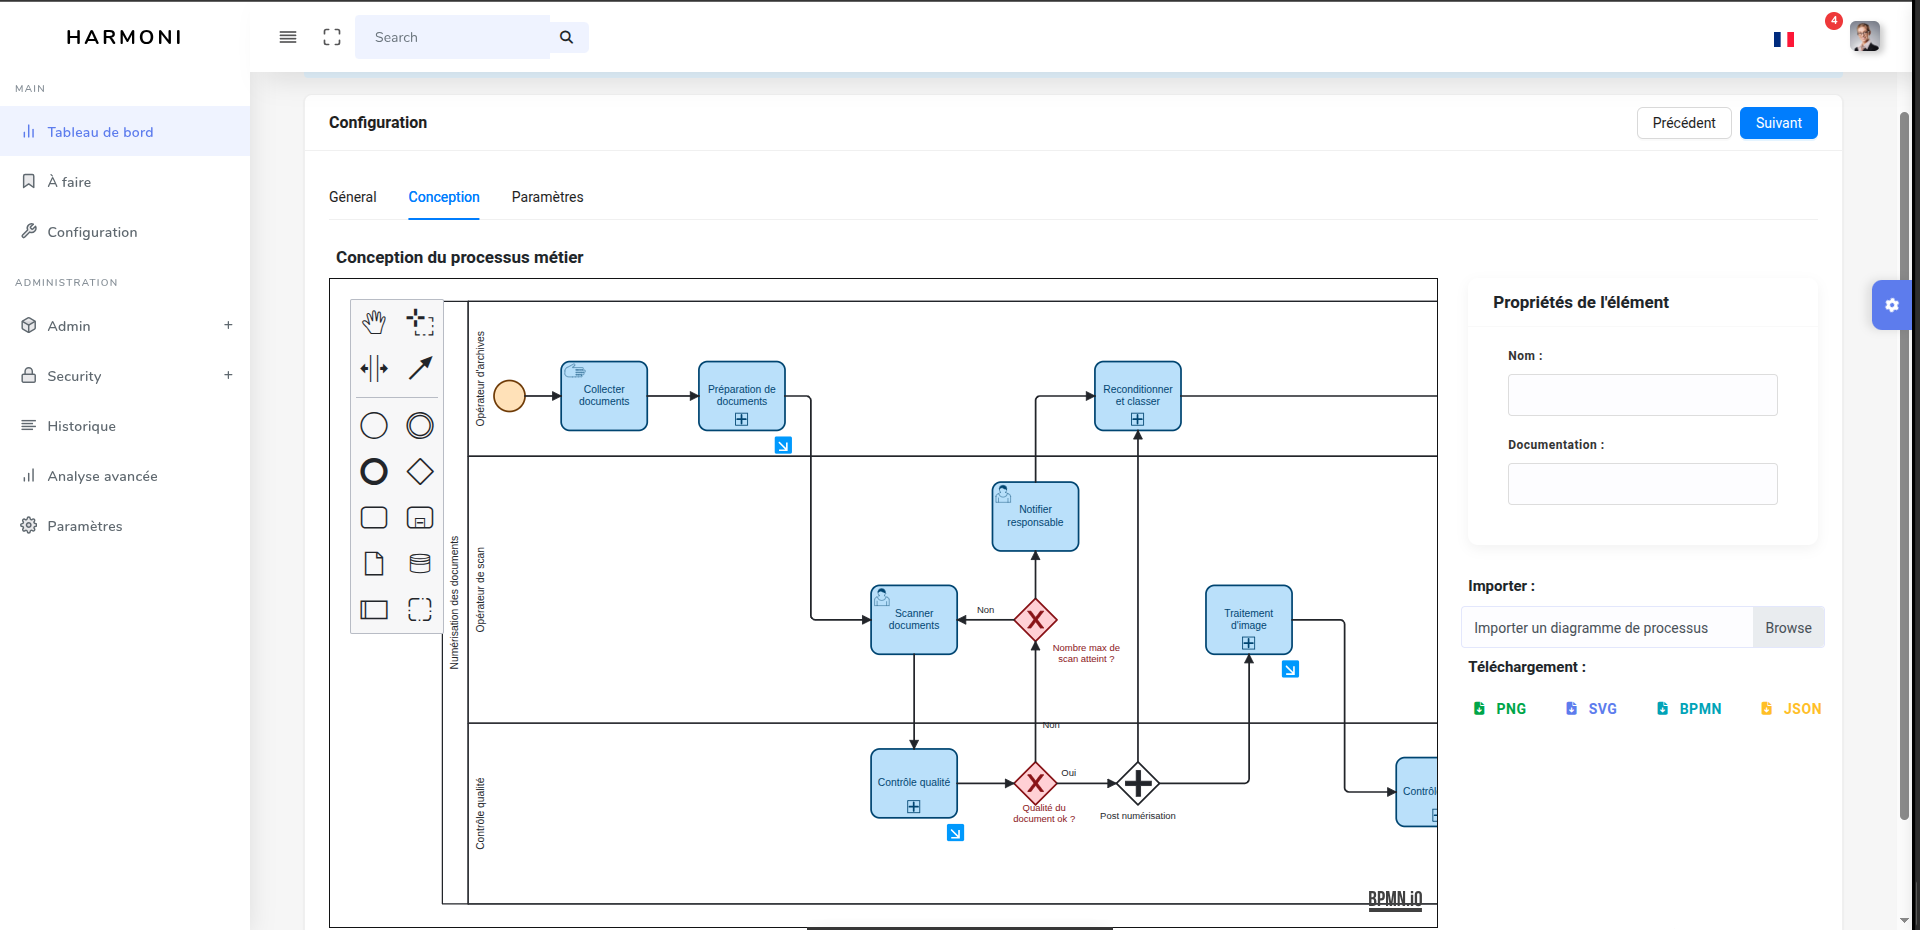 HARMONI
Search
4
MAIN
Tableau de bord
À faire
Configuration
ADMINISTRATION
Admin +
Security +
Historique
Analyse avancée
Paramètres
Configuration
Précédent
Suivant
Géneral
Conception
Paramètres
Conception du processus métier
Numérisation des documents
Opérateur d'archives
Collecter
documents
Préparation de
documents
Reconditionner
et classer
Opérateur de scan
Notifier
responsable
Scanner
documents
Non
Nombre max de
scan atteint ?
Traitement
d'image
Non
Contrôle qualité
Contrôle qualité
Oui
Qualité du
document ok ?
Post numérisation
Contrôl
BPMN.iO
Propriétés de l'élément
Nom :
Documentation :
Importer :
Importer un diagramme de processus
Browse
Téléchargement :
PNG
SVG
BPMN
JSON